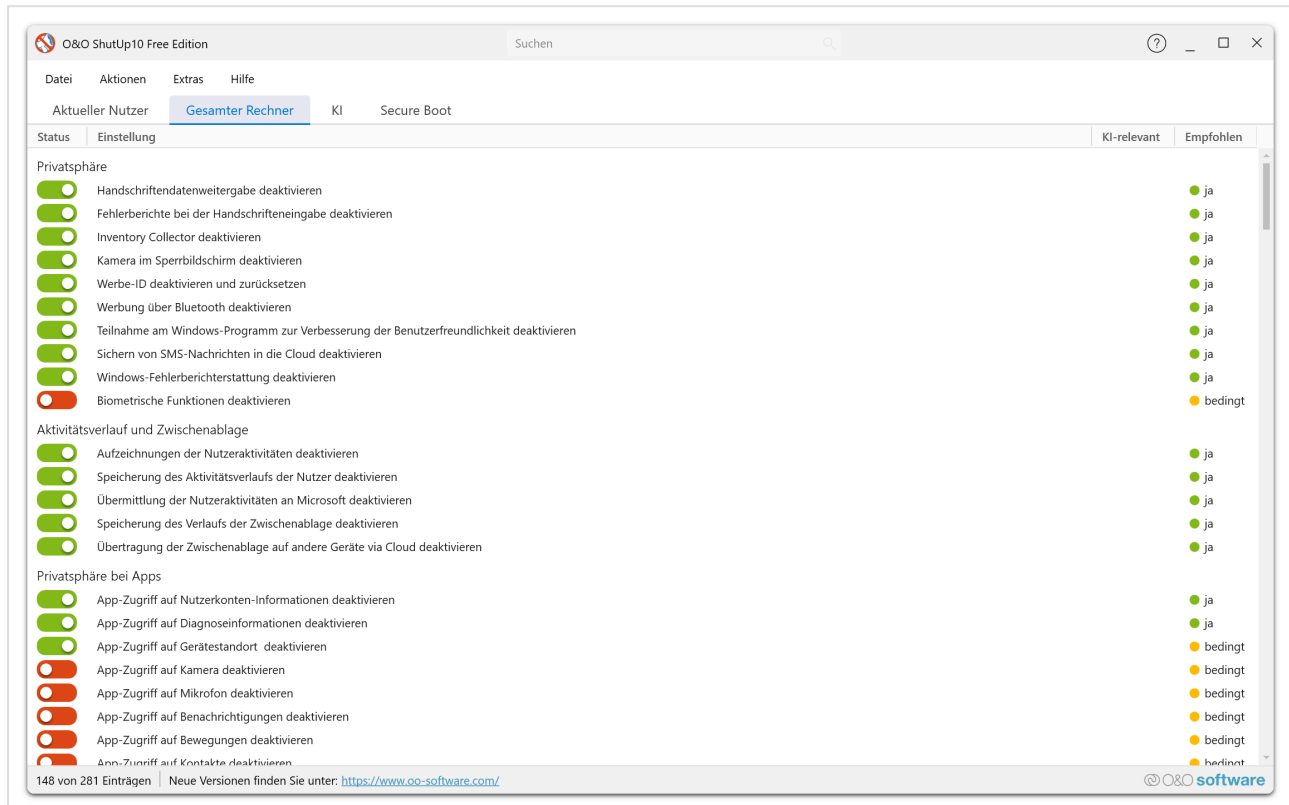 O&O ShutUp10 Free Edition
Suchen
?
Datei Aktionen Extras Hilfe
Aktueller Nutzer Gesamter Rechner KI Secure Boot
Status Einstellung KI-relevant Empfohlen
Privatsphäre
Handschriftendatenweitergabe deaktivieren ja
Fehlerberichte bei der Handschrifteneingabe deaktivieren ja
Inventory Collector deaktivieren ja
Kamera im Sperrbildschirm deaktivieren ja
Werbe-ID deaktivieren und zurücksetzen ja
Werbung über Bluetooth deaktivieren ja
Teilnahme am Windows-Programm zur Verbesserung der Benutzerfreundlichkeit deaktivieren ja
Sichern von SMS-Nachrichten in die Cloud deaktivieren ja
Windows-Fehlerberichterstattung deaktivieren ja
Biometrische Funktionen deaktivieren bedingt
Aktivitätsverlauf und Zwischenablage
Aufzeichnungen der Nutzeraktivitäten deaktivieren ja
Speicherung des Aktivitätsverlaufs der Nutzer deaktivieren ja
Übermittlung der Nutzeraktivitäten an Microsoft deaktivieren ja
Speicherung des Verlaufs der Zwischenablage deaktivieren ja
Übertragung der Zwischenablage auf andere Geräte via Cloud deaktivieren ja
Privatsphäre bei Apps
App-Zugriff auf Nutzerkonten-Informationen deaktivieren ja
App-Zugriff auf Diagnoseinformationen deaktivieren ja
App-Zugriff auf Gerätestandort deaktivieren bedingt
App-Zugriff auf Kamera deaktivieren bedingt
App-Zugriff auf Mikrofon deaktivieren bedingt
App-Zugriff auf Benachrichtigungen deaktivieren bedingt
App-Zugriff auf Bewegungen deaktivieren bedingt
App-Zugriff auf Kontakte deaktivieren bedingt
148 von 281 Einträgen Neue Versionen finden Sie unter: https://www.oo-software.com/ O&O software